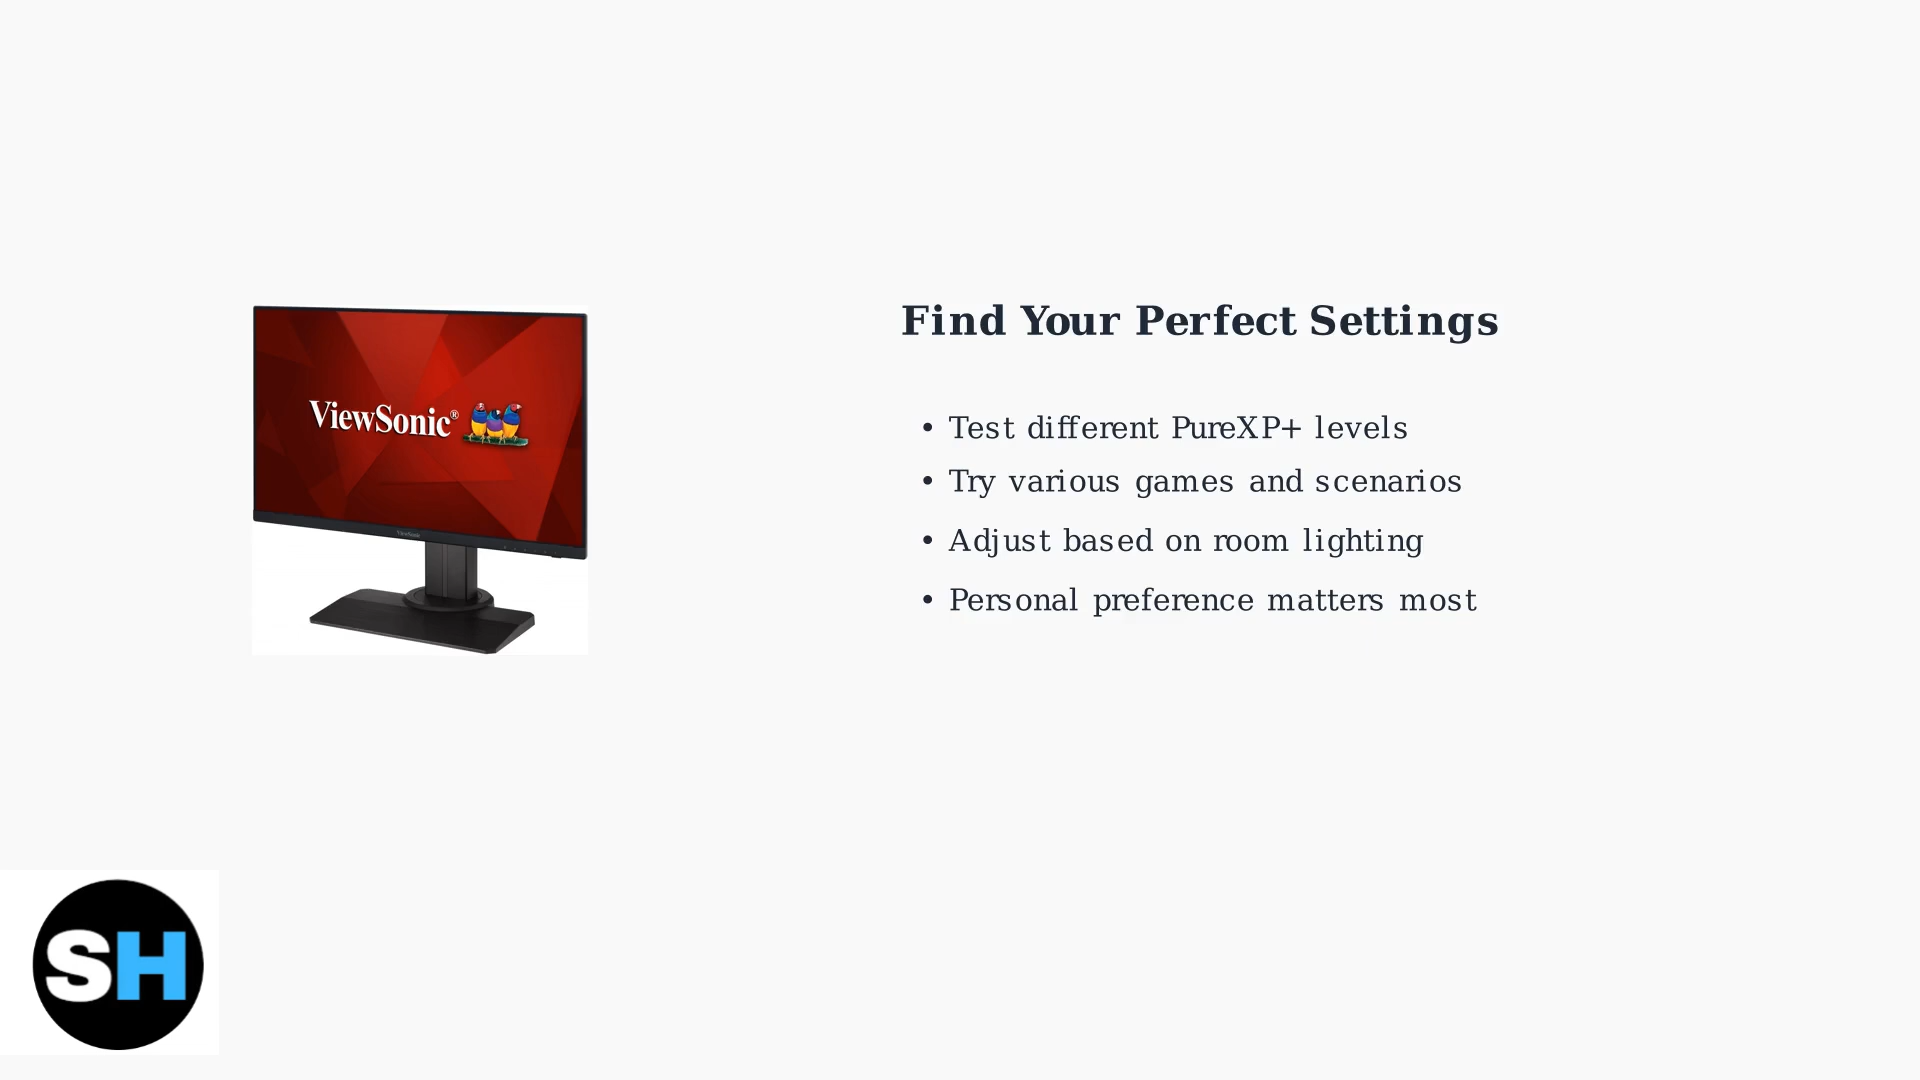 ViewSonic®
Find Your Perfect Settings
• Test different PureXP+ levels
• Try various games and scenarios
• Adjust based on room lighting
• Personal preference matters most
ViewSonic
SH